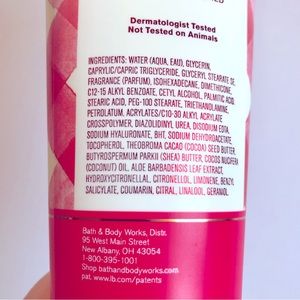 Dermatologist Tested
Not Tested on Animals
INGREDIENTS: WATER (AQUA, EAU), GLYCERIN,
CAPRYLIC/CAPRIC TRIGLYCERIDE, GLYCERYL STEARATE SE,
FRAGRANCE (PARFUM), ISOHEXADECANE, DIMETHICONE,
C12-15 ALKYL BENZOATE, CETYL ALCOHOL, PALMITIC ACID,
STEARIC ACID, PEG-100 STEARATE, TRIETHANOLAMINE,
PETROLATUM, ACRYLATES/C10-30 ALKYL ACRYLATE
CROSSPOLYMER, DIAZOLIDINYL UREA, DISODIUM EDTA,
SODIUM HYALURONATE, BHT, SODIUM DEHYDROACETATE,
TOCOPHEROL, THEOBROMA CACAO (COCOA) SEED BUTTER,
BUTYROSPERMUM PARKII (SHEA) BUTTER, COCOS NUCIFERA
(COCONUT) OIL, ALOE BARBADENSIS LEAF EXTRACT,
HYDROXYCITRONELLAL, CITRONELLOL, LIMONENE, BENZYL
SALICYLATE, COUMARIN, CITRAL, LINALOOL, GERANIOL.
Bath & Body Works, Distr.
95 West Main Street
New Albany, OH 43054
1-800-395-1001
Shop bathandbodyworks.com
pat. www.lb.com/patents